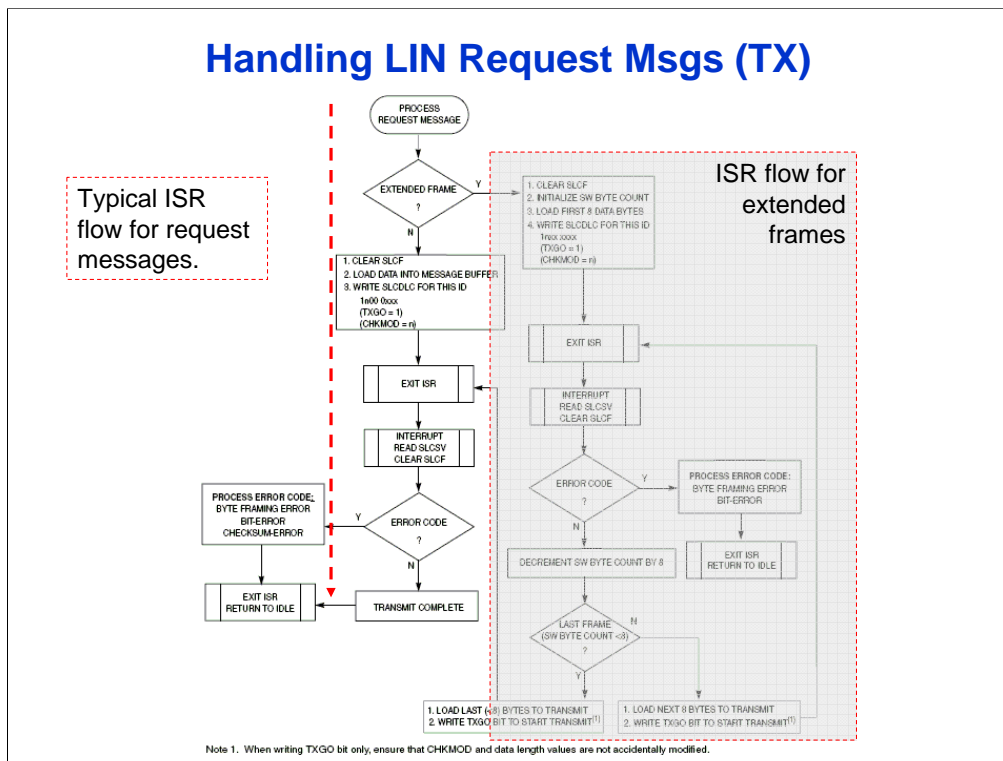 Handling LIN Request Msgs (TX)
Typical ISR
flow for request
messages.
PROCESS
REQUEST MESSAGE
EXTENDED FRAME
?
Y
N
1. CLEAR SLCF
2. LOAD DATA INTO MESSAGE BUFFER
3. WRITE SLCDLC FOR THIS ID
1n00 0xxx
(TXGO = 1)
(CHKMOD = n)
EXIT ISR
INTERRUPT
READ SLCSV
CLEAR SLCF
ERROR CODE
?
Y
N
PROCESS ERROR CODE:
BYTE FRAMING ERROR
BIT-ERROR
CHECKSUM-ERROR
EXIT ISR
RETURN TO IDLE
TRANSMIT COMPLETE
ISR flow for
extended
frames
1. CLEAR SLCF
2. INITIALIZE SW BYTE COUNT
3. LOAD FIRST 8 DATA BYTES
4. WRITE SLCDLC FOR THIS ID
(TXGO = 1)
(CHKMOD = n)
EXIT ISR
INTERRUPT
READ SLCSV
CLEAR SLCF
ERROR CODE
?
Y
N
PROCESS ERROR CODE:
BYTE FRAMING ERROR
BIT-ERROR
EXIT ISR
RETURN TO IDLE
DECREMENT SW BYTE COUNT BY 8
LAST FRAME
(SW BYTE COUNT <8)
?
N
Y
1. LOAD LAST (<8) BYTES TO TRANSMIT
2. WRITE TXGO BIT TO START TRANSMIT(1)
1. LOAD NEXT 8 BYTES TO TRANSMIT
2. WRITE TXGO BIT TO START TRANSMIT(1)
Note 1. When writing TXGO bit only, ensure that CHKMOD and data length values are not accidentally modified.